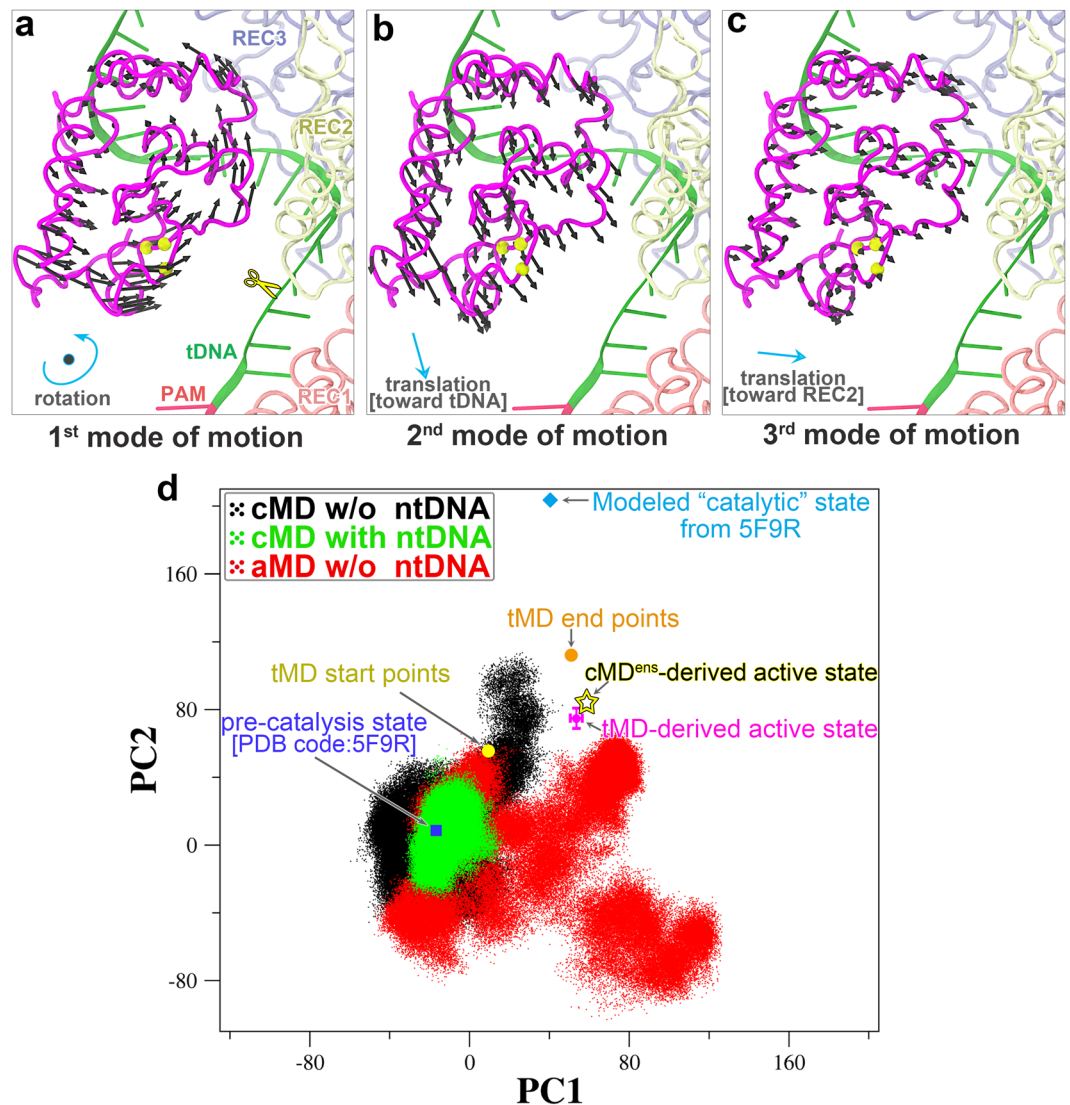 a
REC3
REC2
rotation
tDNA
PAM
REC1
1st mode of motion
b
translation
[toward tDNA]
2nd mode of motion
c
translation
[toward REC2]
3rd mode of motion
d
cMD w/o ntDNA
cMD with ntDNA
aMD w/o ntDNA
Modeled “catalytic” state
from 5F9R
tMD end points
cMDens-derived active state
tMD start points
tMD-derived active state
pre-catalysis state
[PDB code:5F9R]
160
80
0
-80
PC2
-80
0
80
160
PC1